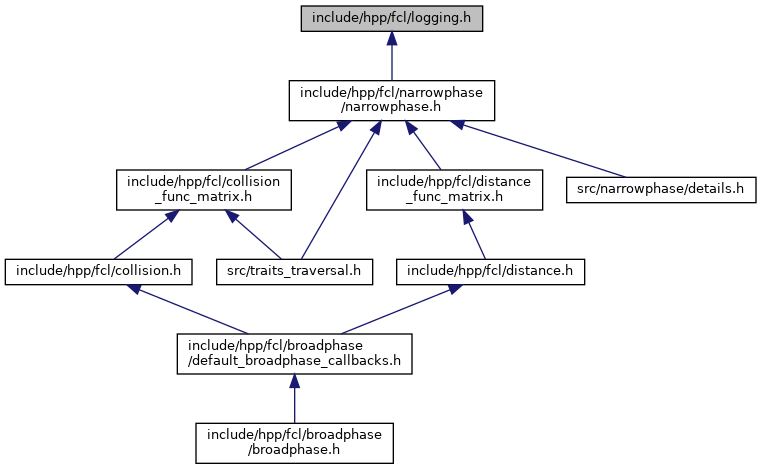 include/hpp/fcl/logging.h
include/hpp/fcl/narrowphase
/narrowphase.h
include/hpp/fcl/collision
_func_matrix.h
include/hpp/fcl/distance
_func_matrix.h
src/narrowphase/details.h
include/hpp/fcl/collision.h
src/traits_traversal.h
include/hpp/fcl/distance.h
include/hpp/fcl/broadphase
/default_broadphase_callbacks.h
include/hpp/fcl/broadphase
/broadphase.h